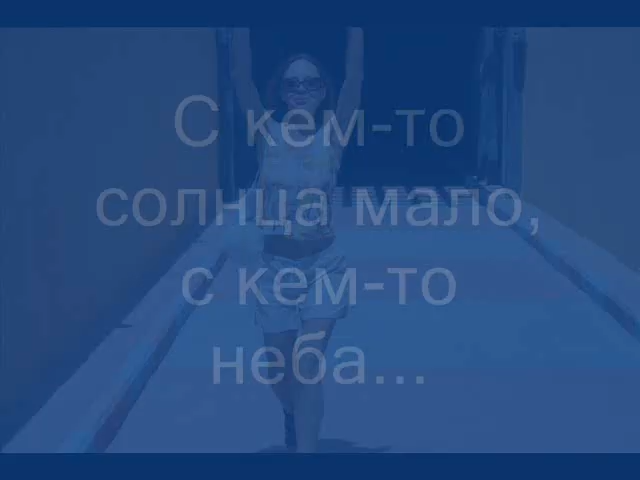 С кем-то
солнца мало,
с кем-то
неба...